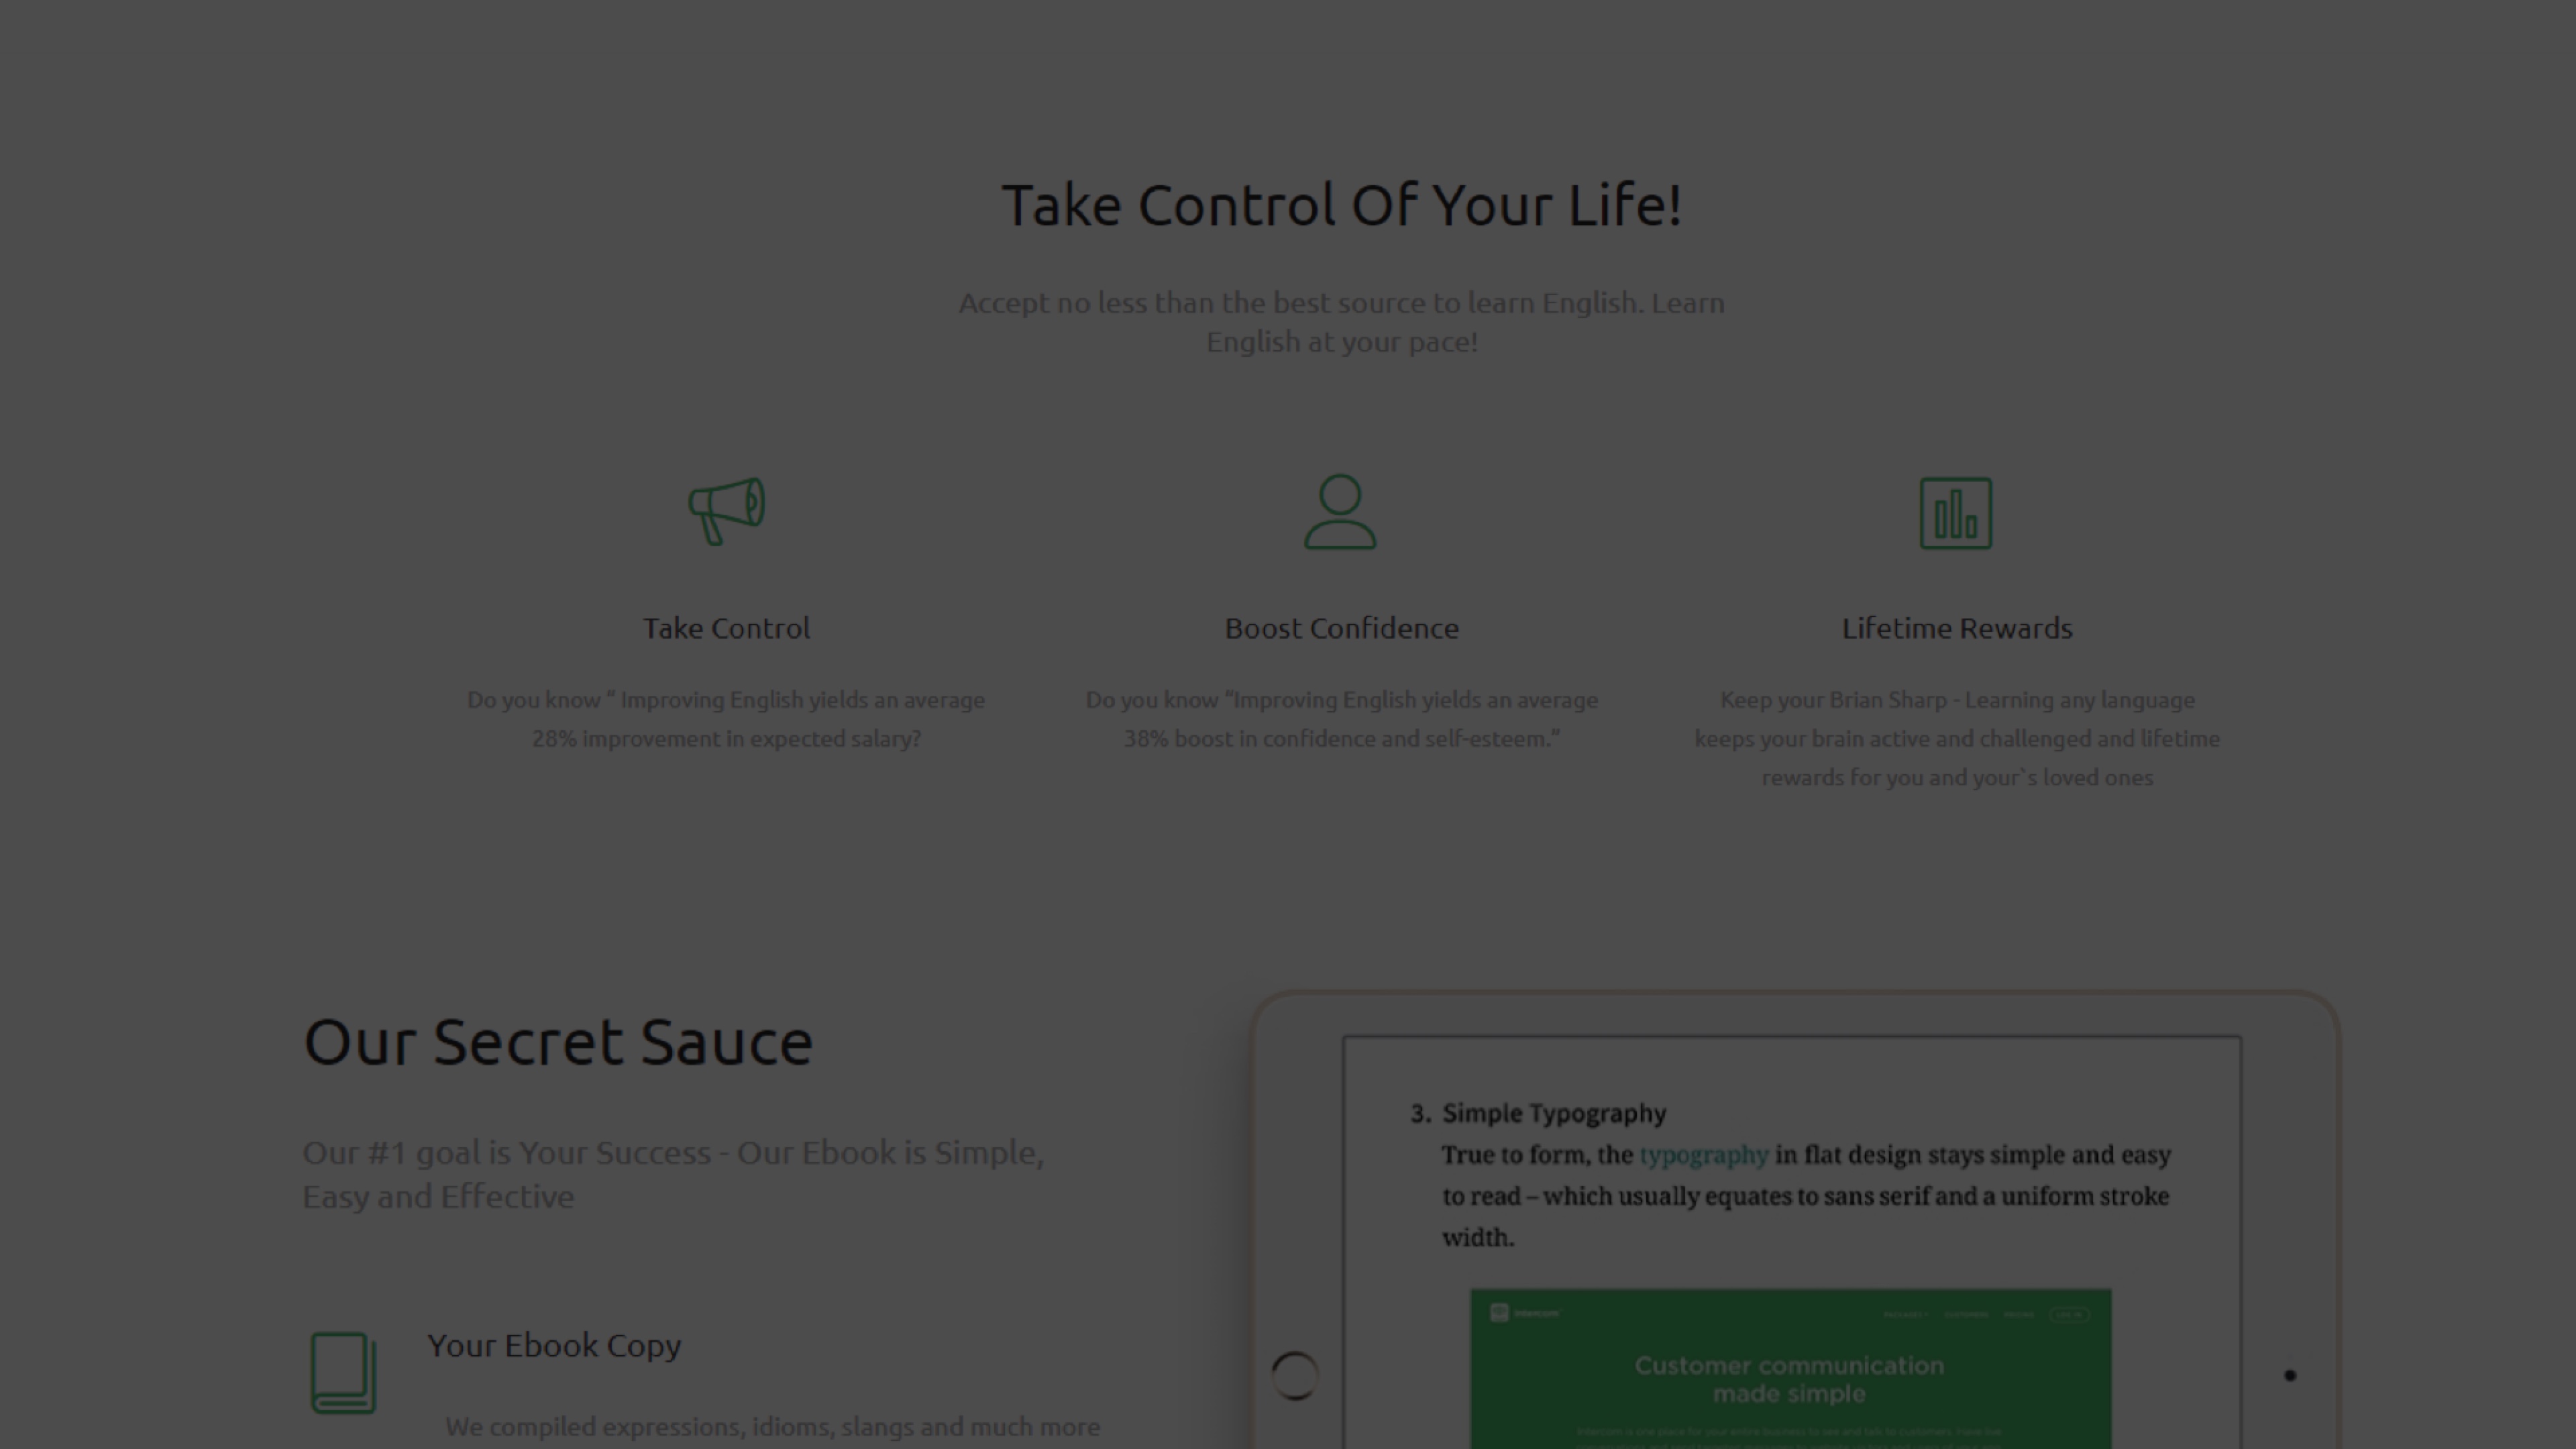 Take Control Of Your Life!
Accept no less than the best source to learn English. Learn
English at your pace!
Take Control
Do you know “ Improving English yields an average
28% improvement in expected salary?
Boost Confidence
Do you know “Improving English yields an average
38% boost in confidence and self-esteem.”
Lifetime Rewards
Keep your Brian Sharp - Learning any language
keeps your brain active and challenged and lifetime
rewards for you and your`s loved ones
Our Secret Sauce
Our #1 goal is Your Success - Our Ebook is Simple,
Easy and Effective
Your Ebook Copy
We compiled expressions, idioms, slangs and much more
3. Simple Typography
True to form, the typography in flat design stays simple and easy
to read – which usually equates to sans serif and a uniform stroke
width.
Customer communication
made simple